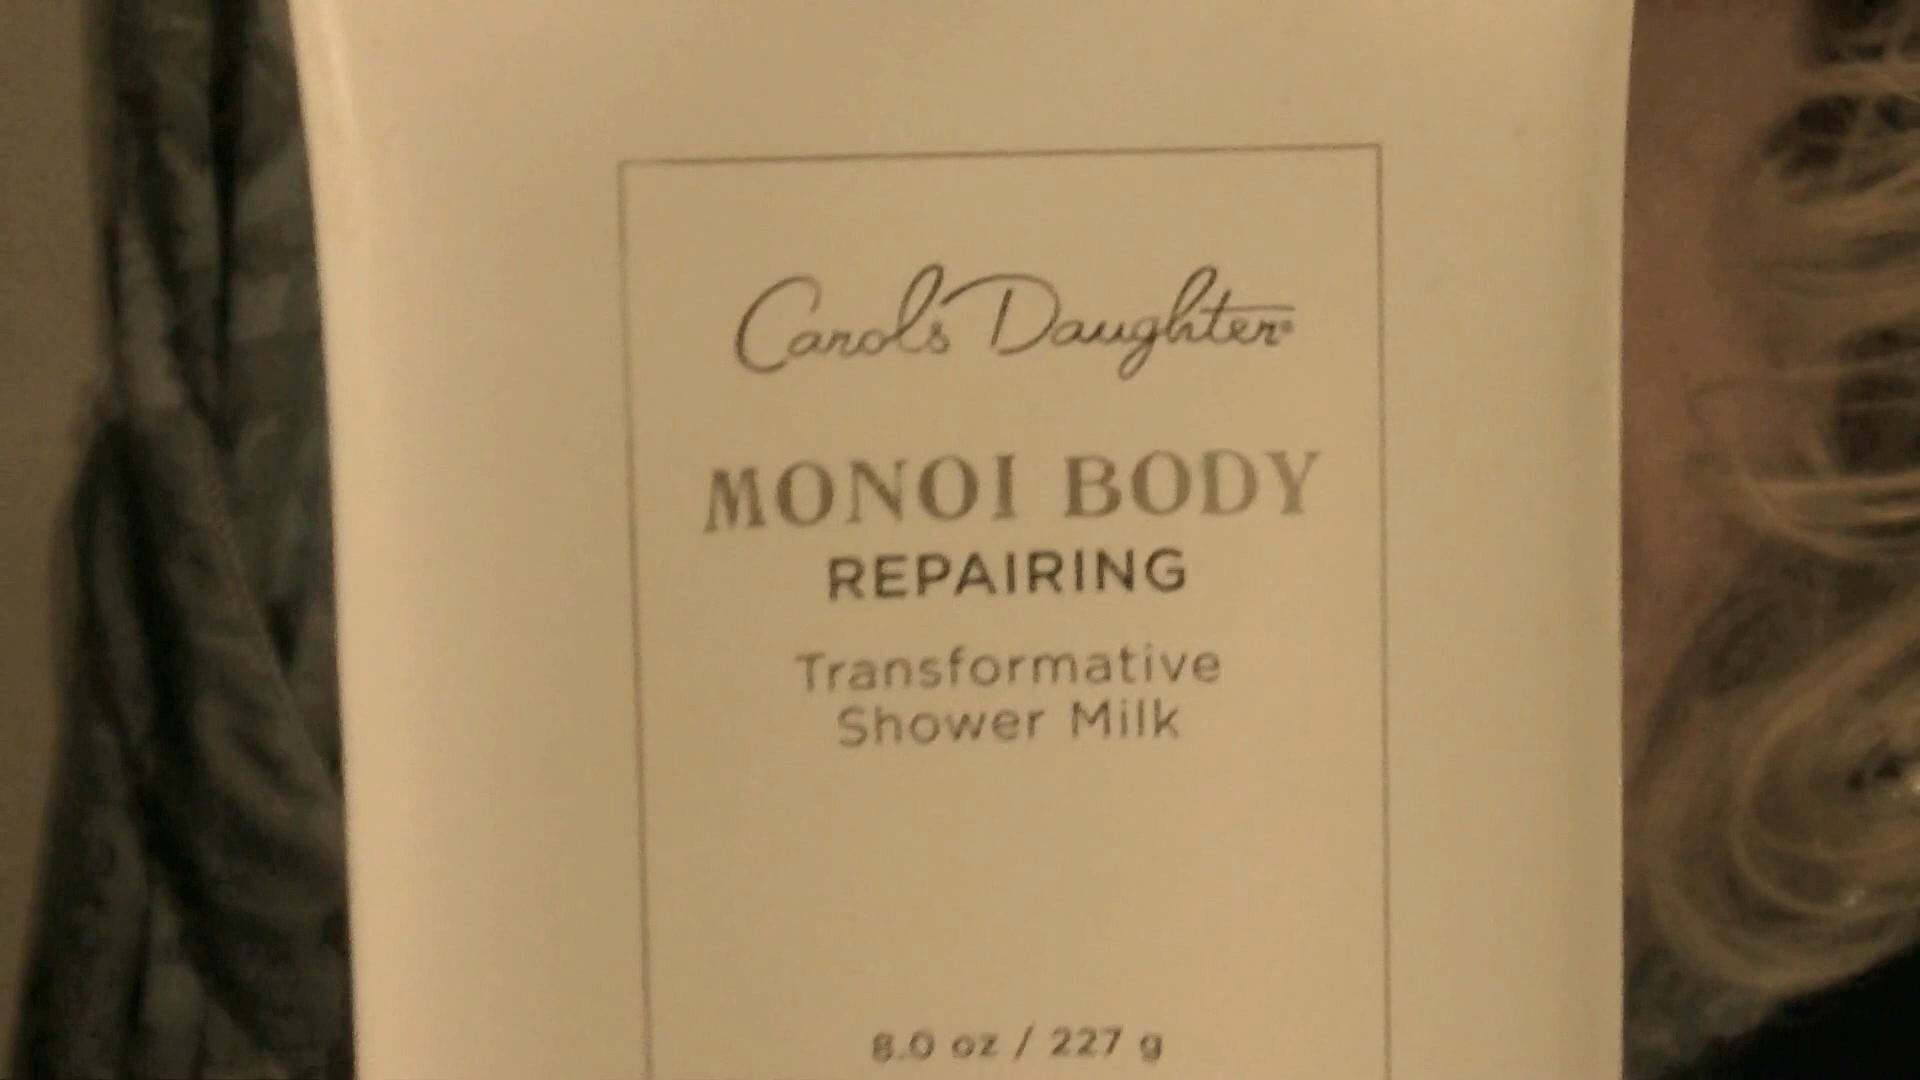 Carol's Daughter®
MONOI BODY
REPAIRING
Transformative
Shower Milk
8.0 oz / 227 g